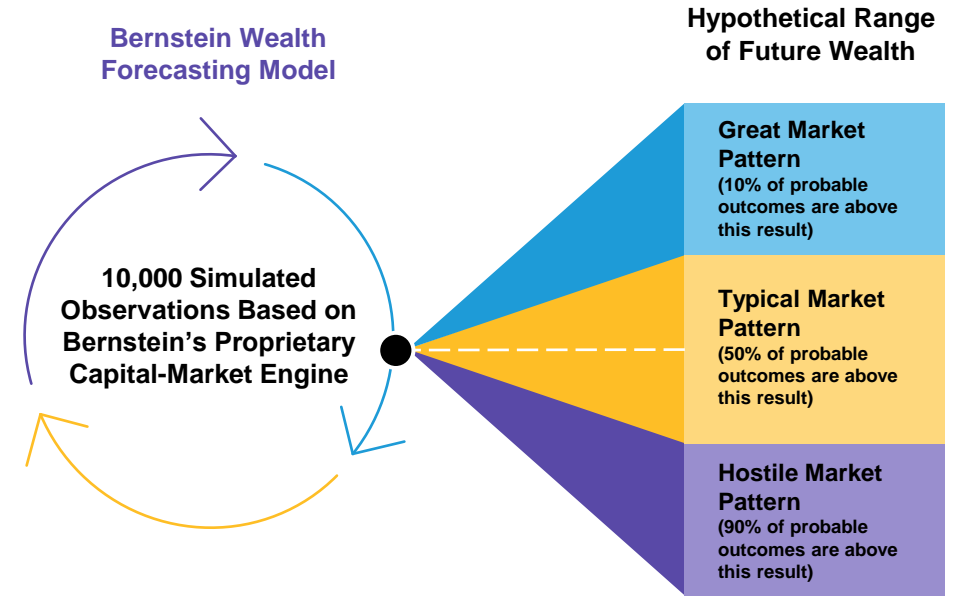 Bernstein Wealth
Forecasting Model
10,000 Simulated
Observations Based on
Bernstein’s Proprietary
Capital-Market Engine
Hypothetical Range
of Future Wealth
Great Market
Pattern
(10% of probable
outcomes are above
this result)
Typical Market
Pattern
(50% of probable
outcomes are above
this result)
Hostile Market
Pattern
(90% of probable
outcomes are above
this result)